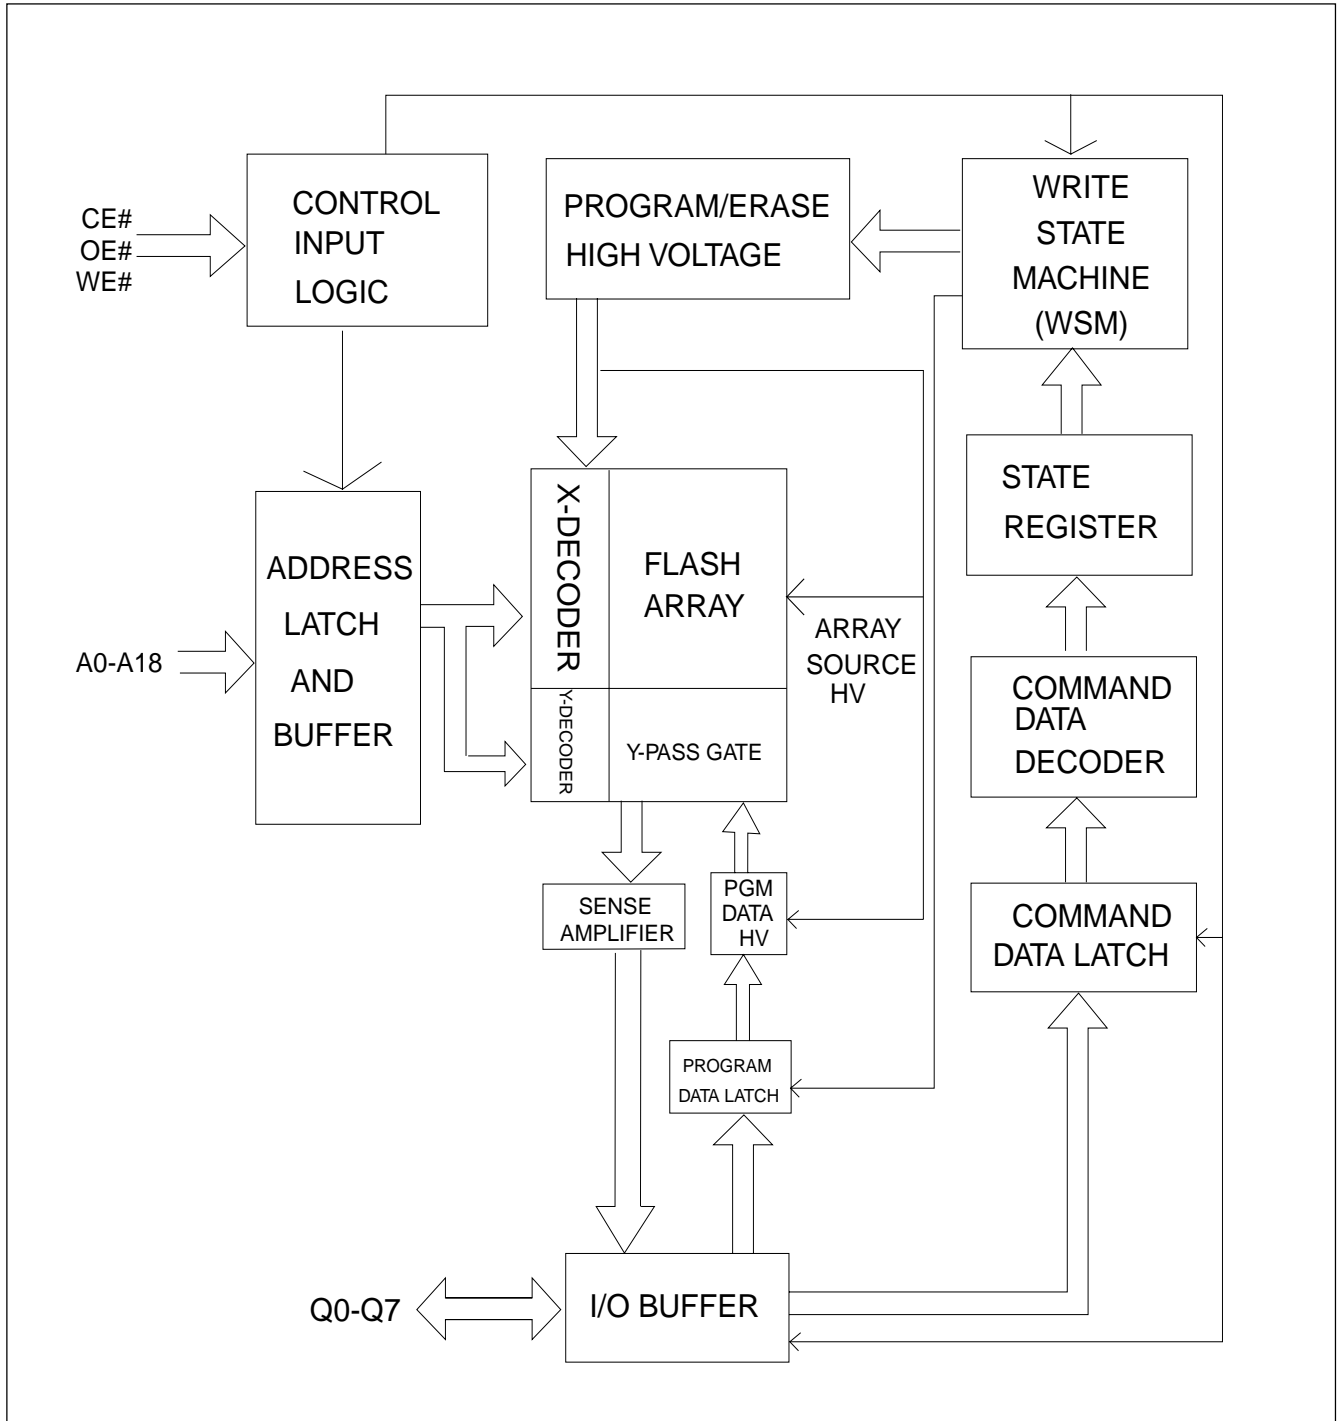 CE#
OE#
WE#
CONTROL
INPUT
LOGIC
PROGRAM/ERASE
HIGH VOLTAGE
WRITE
STATE
MACHINE
(WSM)
STATE
REGISTER
A0-A18
ADDRESS
LATCH
AND
BUFFER
X-DECODER
FLASH
ARRAY
ARRAY
SOURCE
HV
Y-DECODER
Y-PASS GATE
COMMAND
DATA
DECODER
SENSE
AMPLIFIER
PGM
DATA
HV
COMMAND
DATA LATCH
PROGRAM
DATA LATCH
Q0-Q7
I/O BUFFER